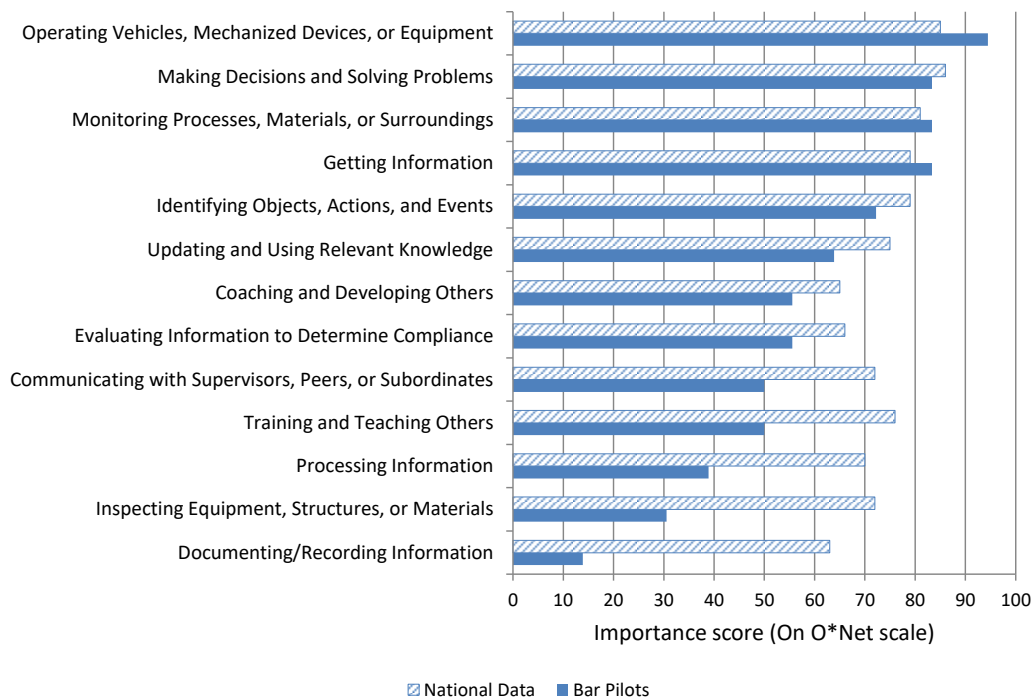 Operating Vehicles, Mechanized Devices, or Equipment
Making Decisions and Solving Problems
Monitoring Processes, Materials, or Surroundings
Getting Information
Identifying Objects, Actions, and Events
Updating and Using Relevant Knowledge
Coaching and Developing Others
Evaluating Information to Determine Compliance
Communicating with Supervisors, Peers, or Subordinates
Training and Teaching Others
Processing Information
Inspecting Equipment, Structures, or Materials
Documenting/Recording Information
0 10 20 30 40 50 60 70 80 90 100
Importance score (On O*Net scale)
National Data Bar Pilots